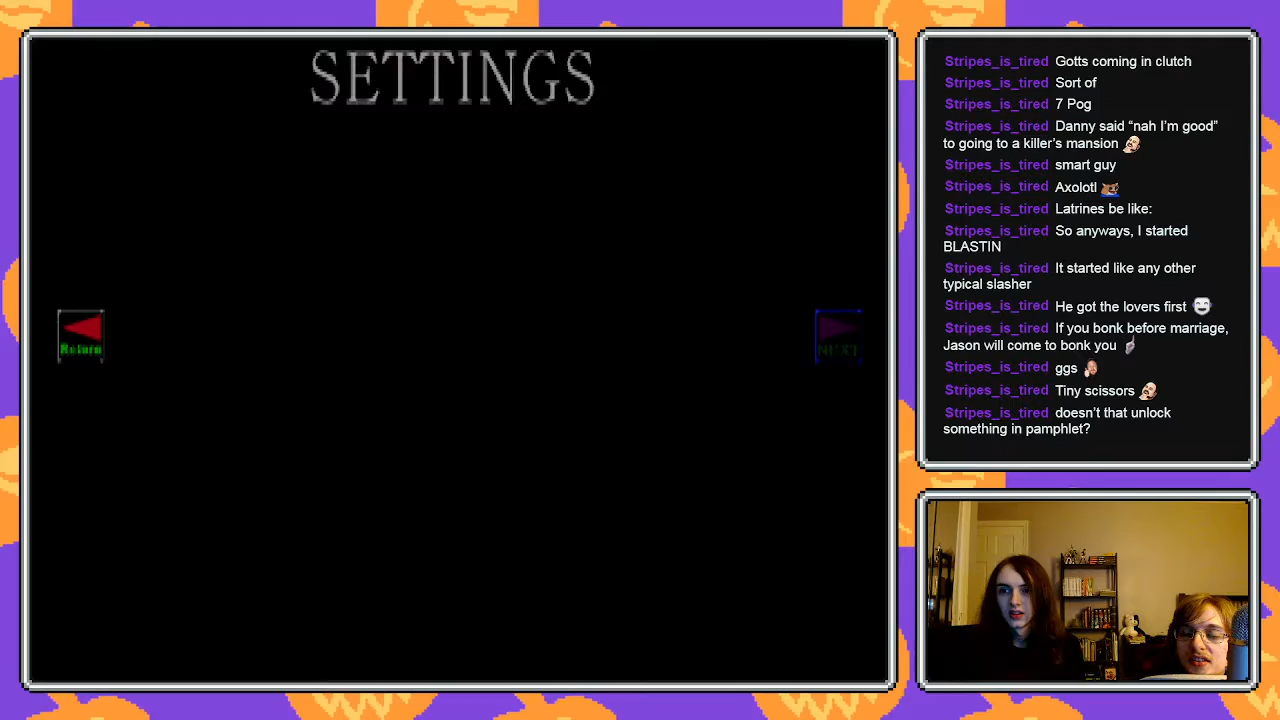 SETTINGS
Return
NEXT
Stripes_is_tired Gotts coming in clutch
Stripes_is_tired Sort of
Stripes_is_tired 7 Pog
Stripes_is_tired Danny said “nah I’m good”
to going to a killer’s mansion
Stripes_is_tired smart guy
Stripes_is_tired Axolotl
Stripes_is_tired Latrines be like:
Stripes_is_tired So anyways, I started
BLASTIN
Stripes_is_tired It started like any other
typical slasher
Stripes_is_tired He got the lovers first
Stripes_is_tired If you bonk before marriage,
Jason will come to bonk you
Stripes_is_tired ggs
Stripes_is_tired Tiny scissors
Stripes_is_tired doesn’t that unlock
something in pamphlet?